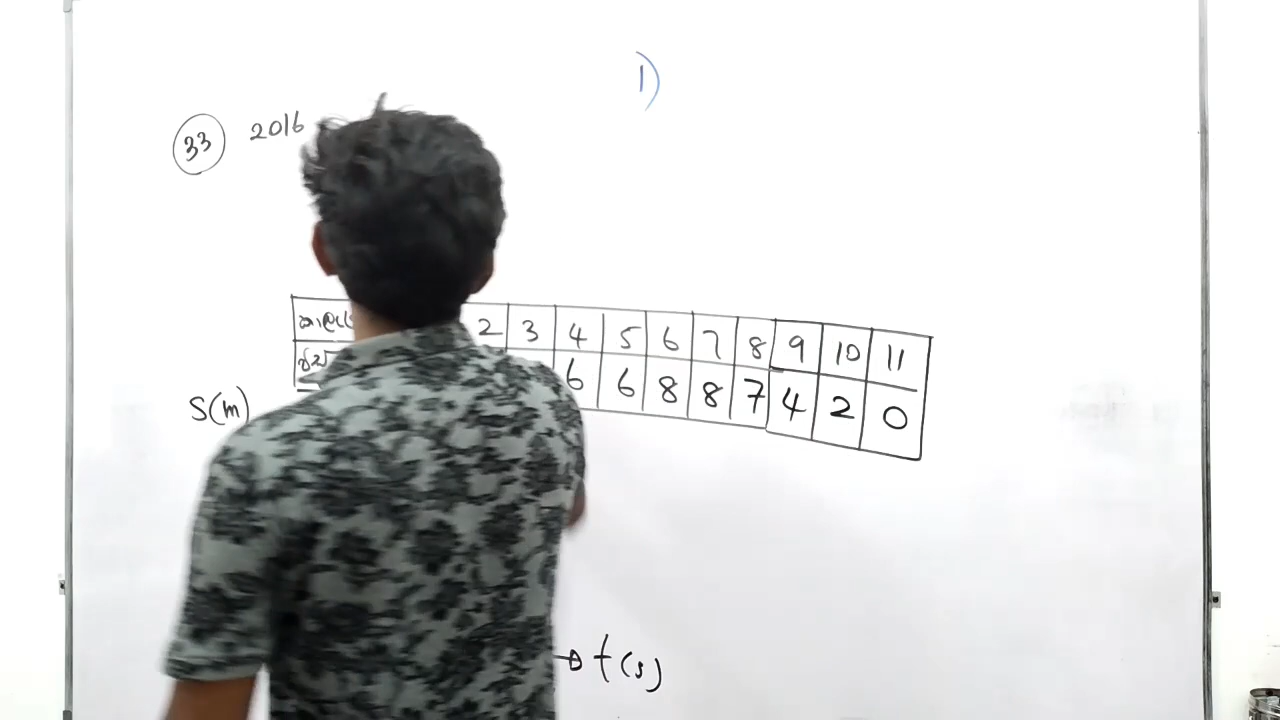 1)
33 2016
2 3 4 5 6 7 8 9 10 11
6 6 8 8 7 4 2 0
S(m)
t(s)